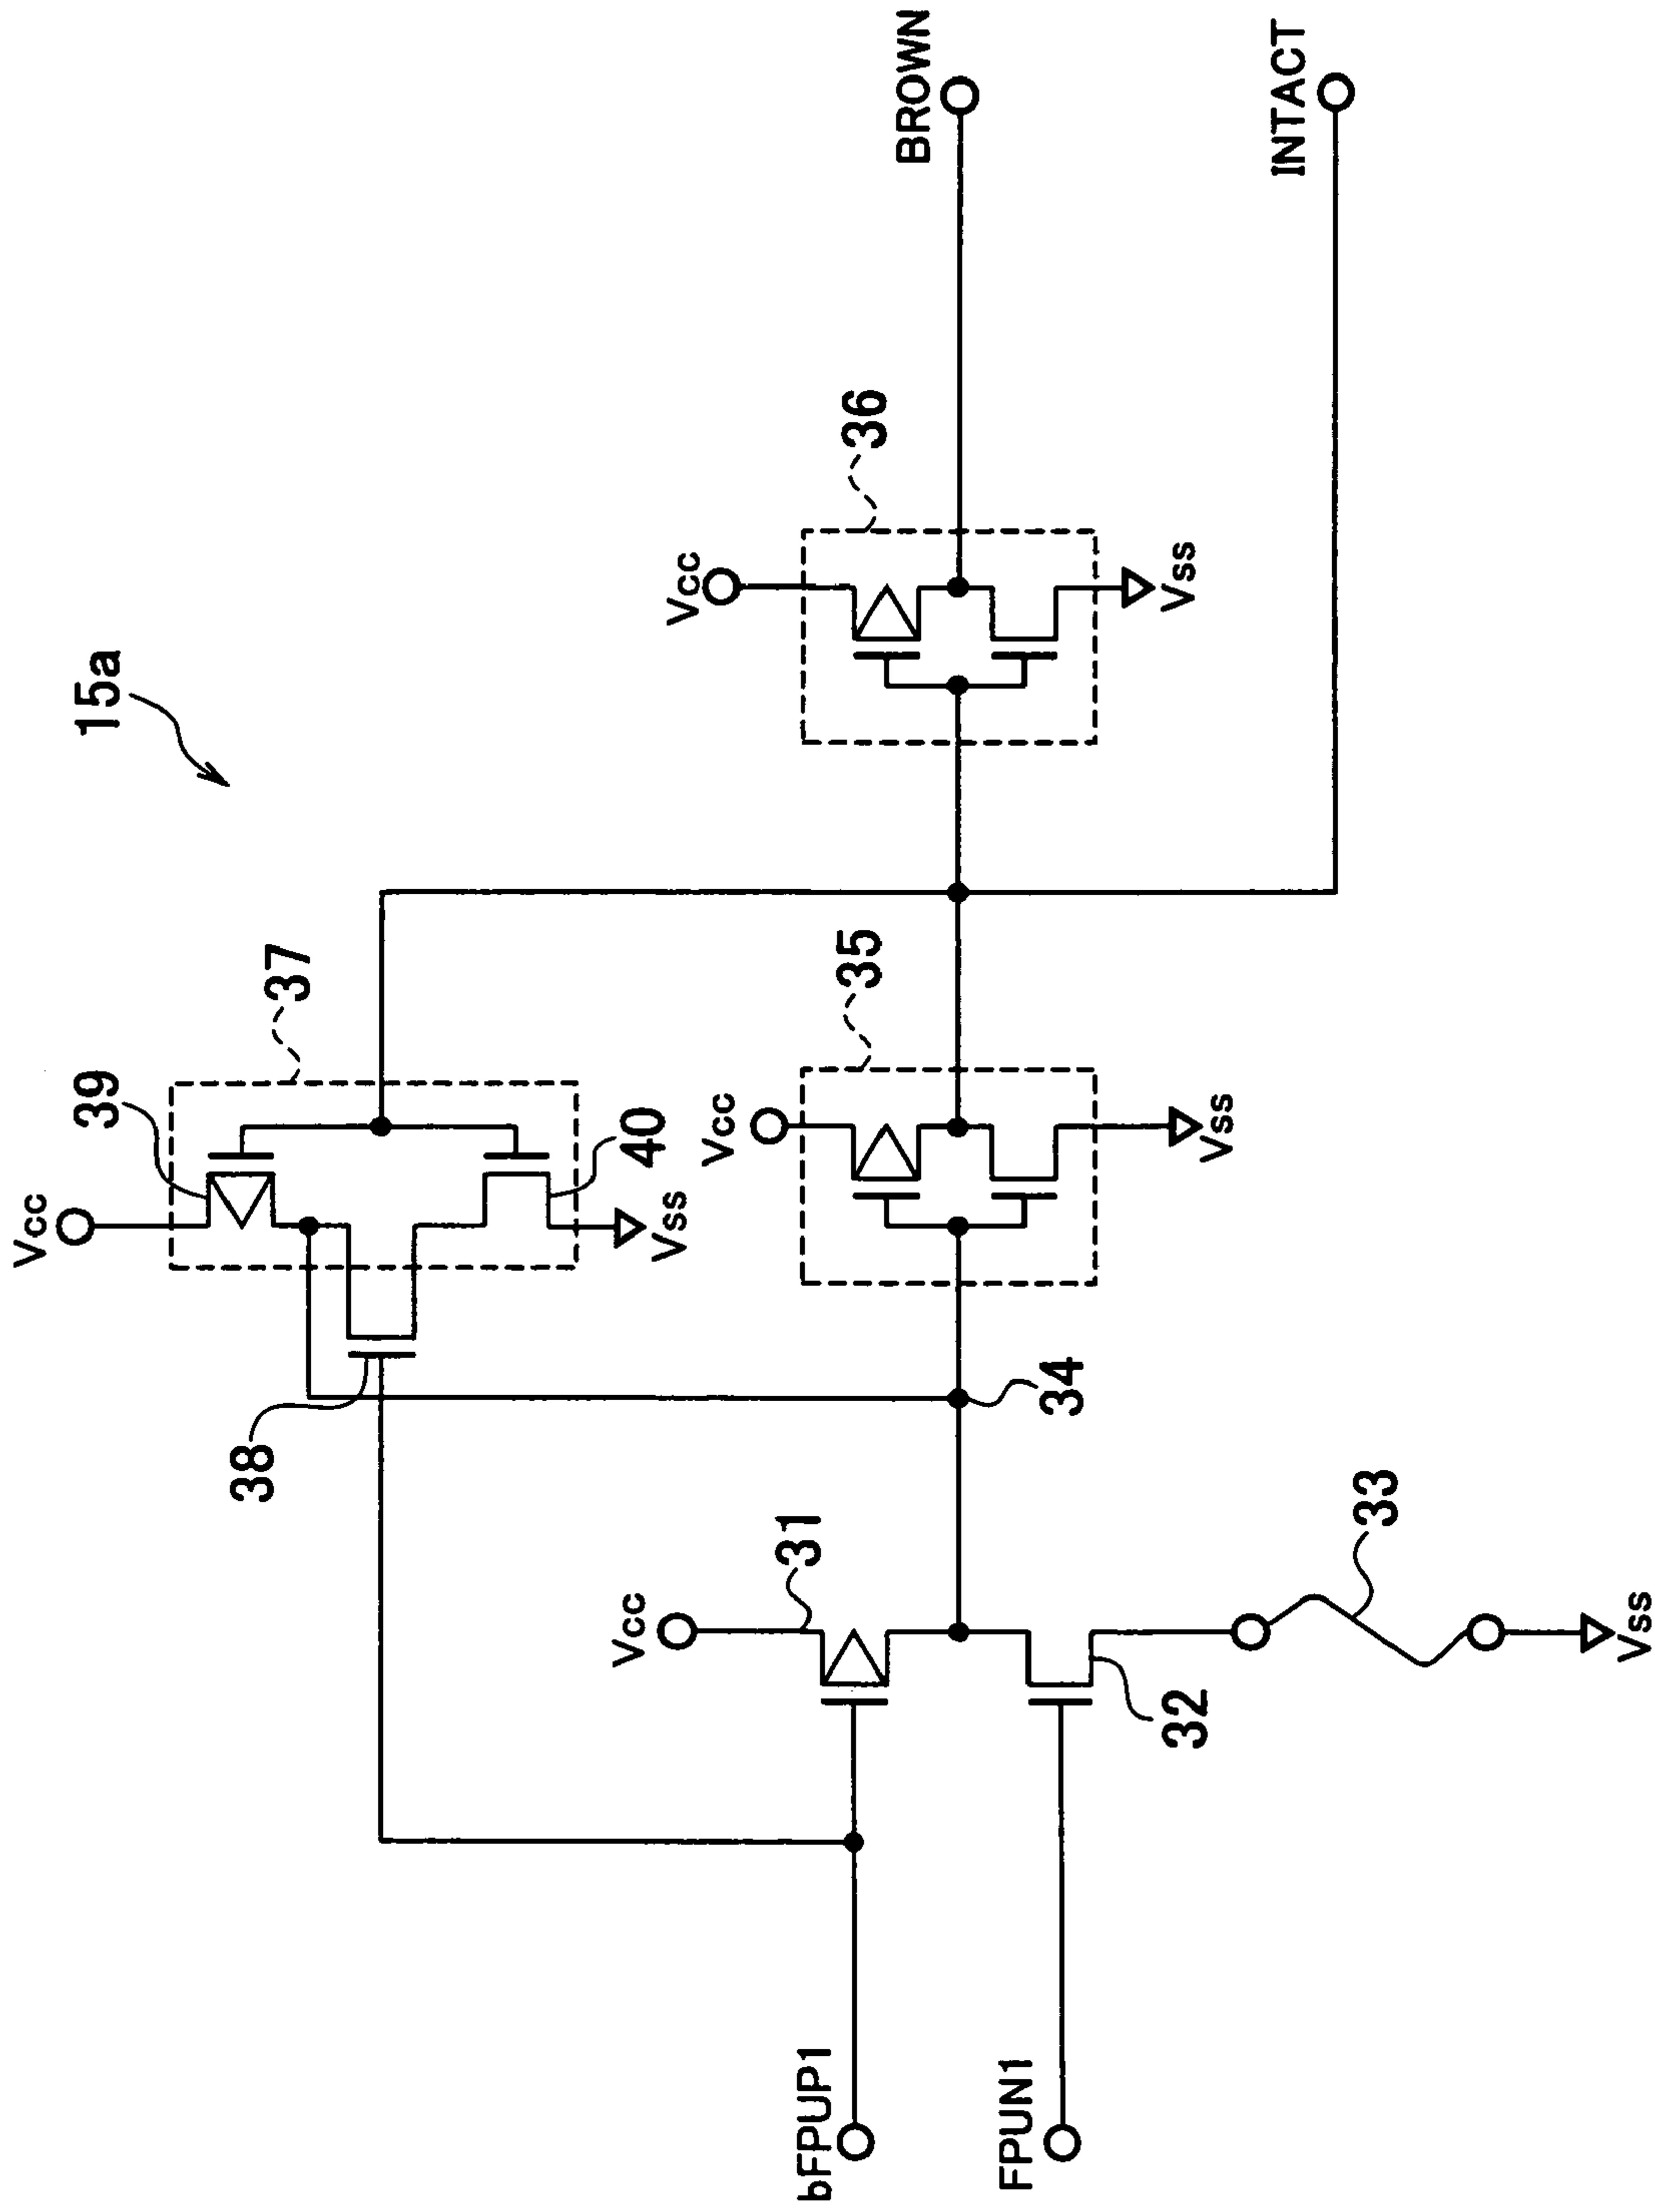 15a
Vcc
39
37
38
40
Vss
Vcc
31
Vcc
35
Vcc
36
bFPUP1
34
BROWN
FPUN1
32
Vss
Vss
33
INTACT
Vss